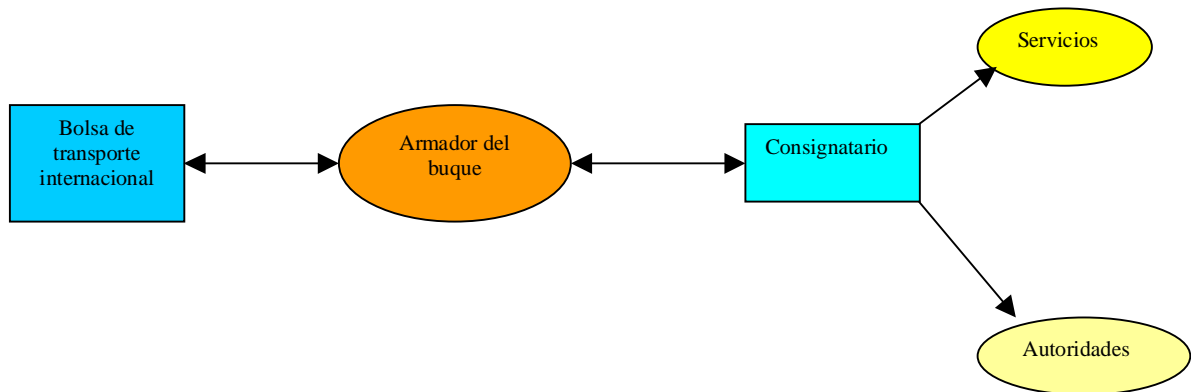 Bolsa de
transporte
internacional
Armador del
buque
Consignatario
Servicios
Autoridades